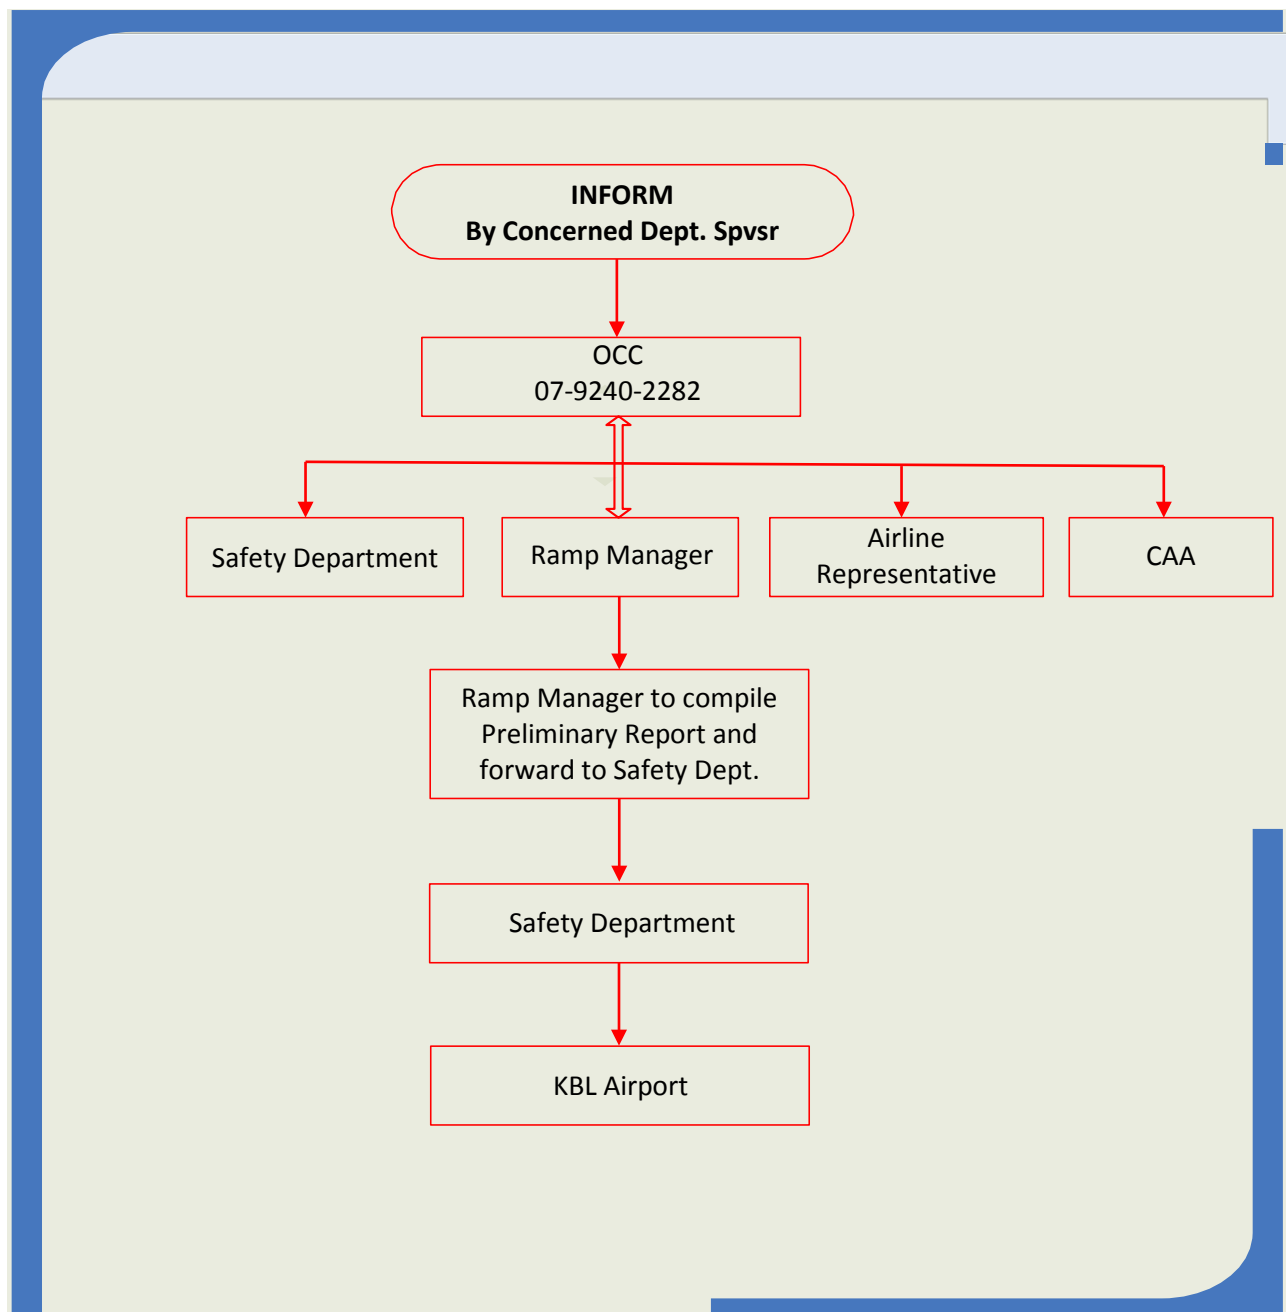 INFORM
By Concerned Dept. Spvsr
OCC
07-9240-2282
Safety Department
Ramp Manager
Airline
Representative
CAA
Ramp Manager to compile
Preliminary Report and
forward to Safety Dept.
Safety Department
KBL Airport